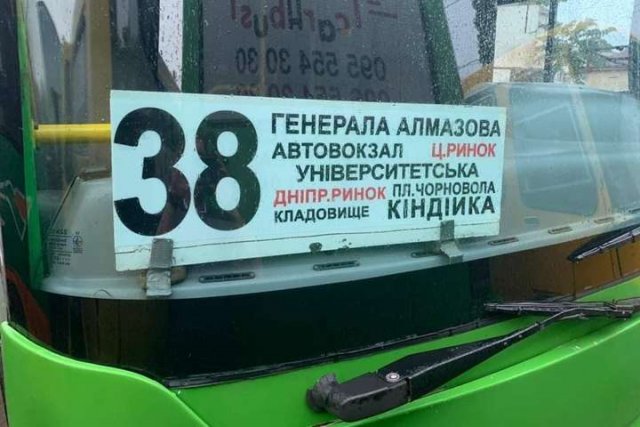 38
ГЕНЕРАЛА АЛМАЗОВА
АВТОВОКЗАЛ Ц.РИНОК
УНІВЕРСИТЕТСЬКА
ДНІПР.РИНОК ПЛ.ЧОРНОВОЛА
КЛАДОВИЩЕ КІНДІЙКА
095 554 30 30